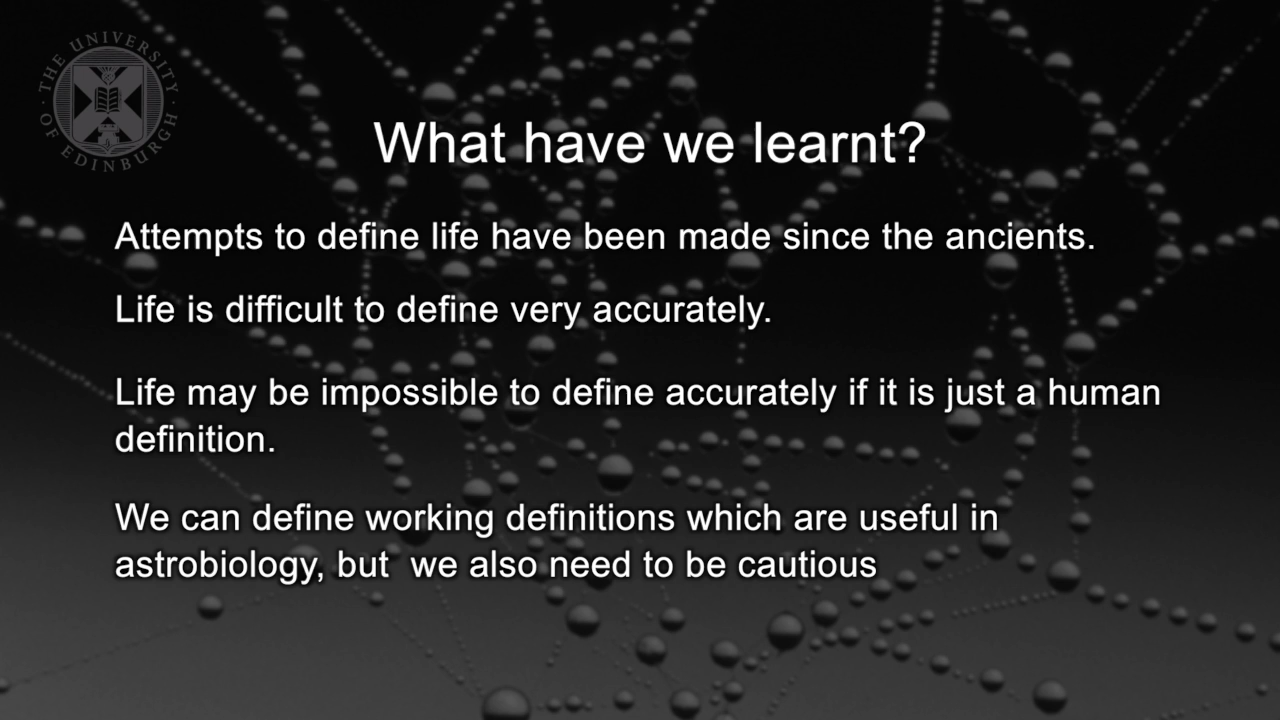 THE UNIVERSITY OF EDINBURGH
What have we learnt?
Attempts to define life have been made since the ancients.
Life is difficult to define very accurately.
Life may be impossible to define accurately if it is just a human
definition.
We can define working definitions which are useful in
astrobiology, but  we also need to be cautious